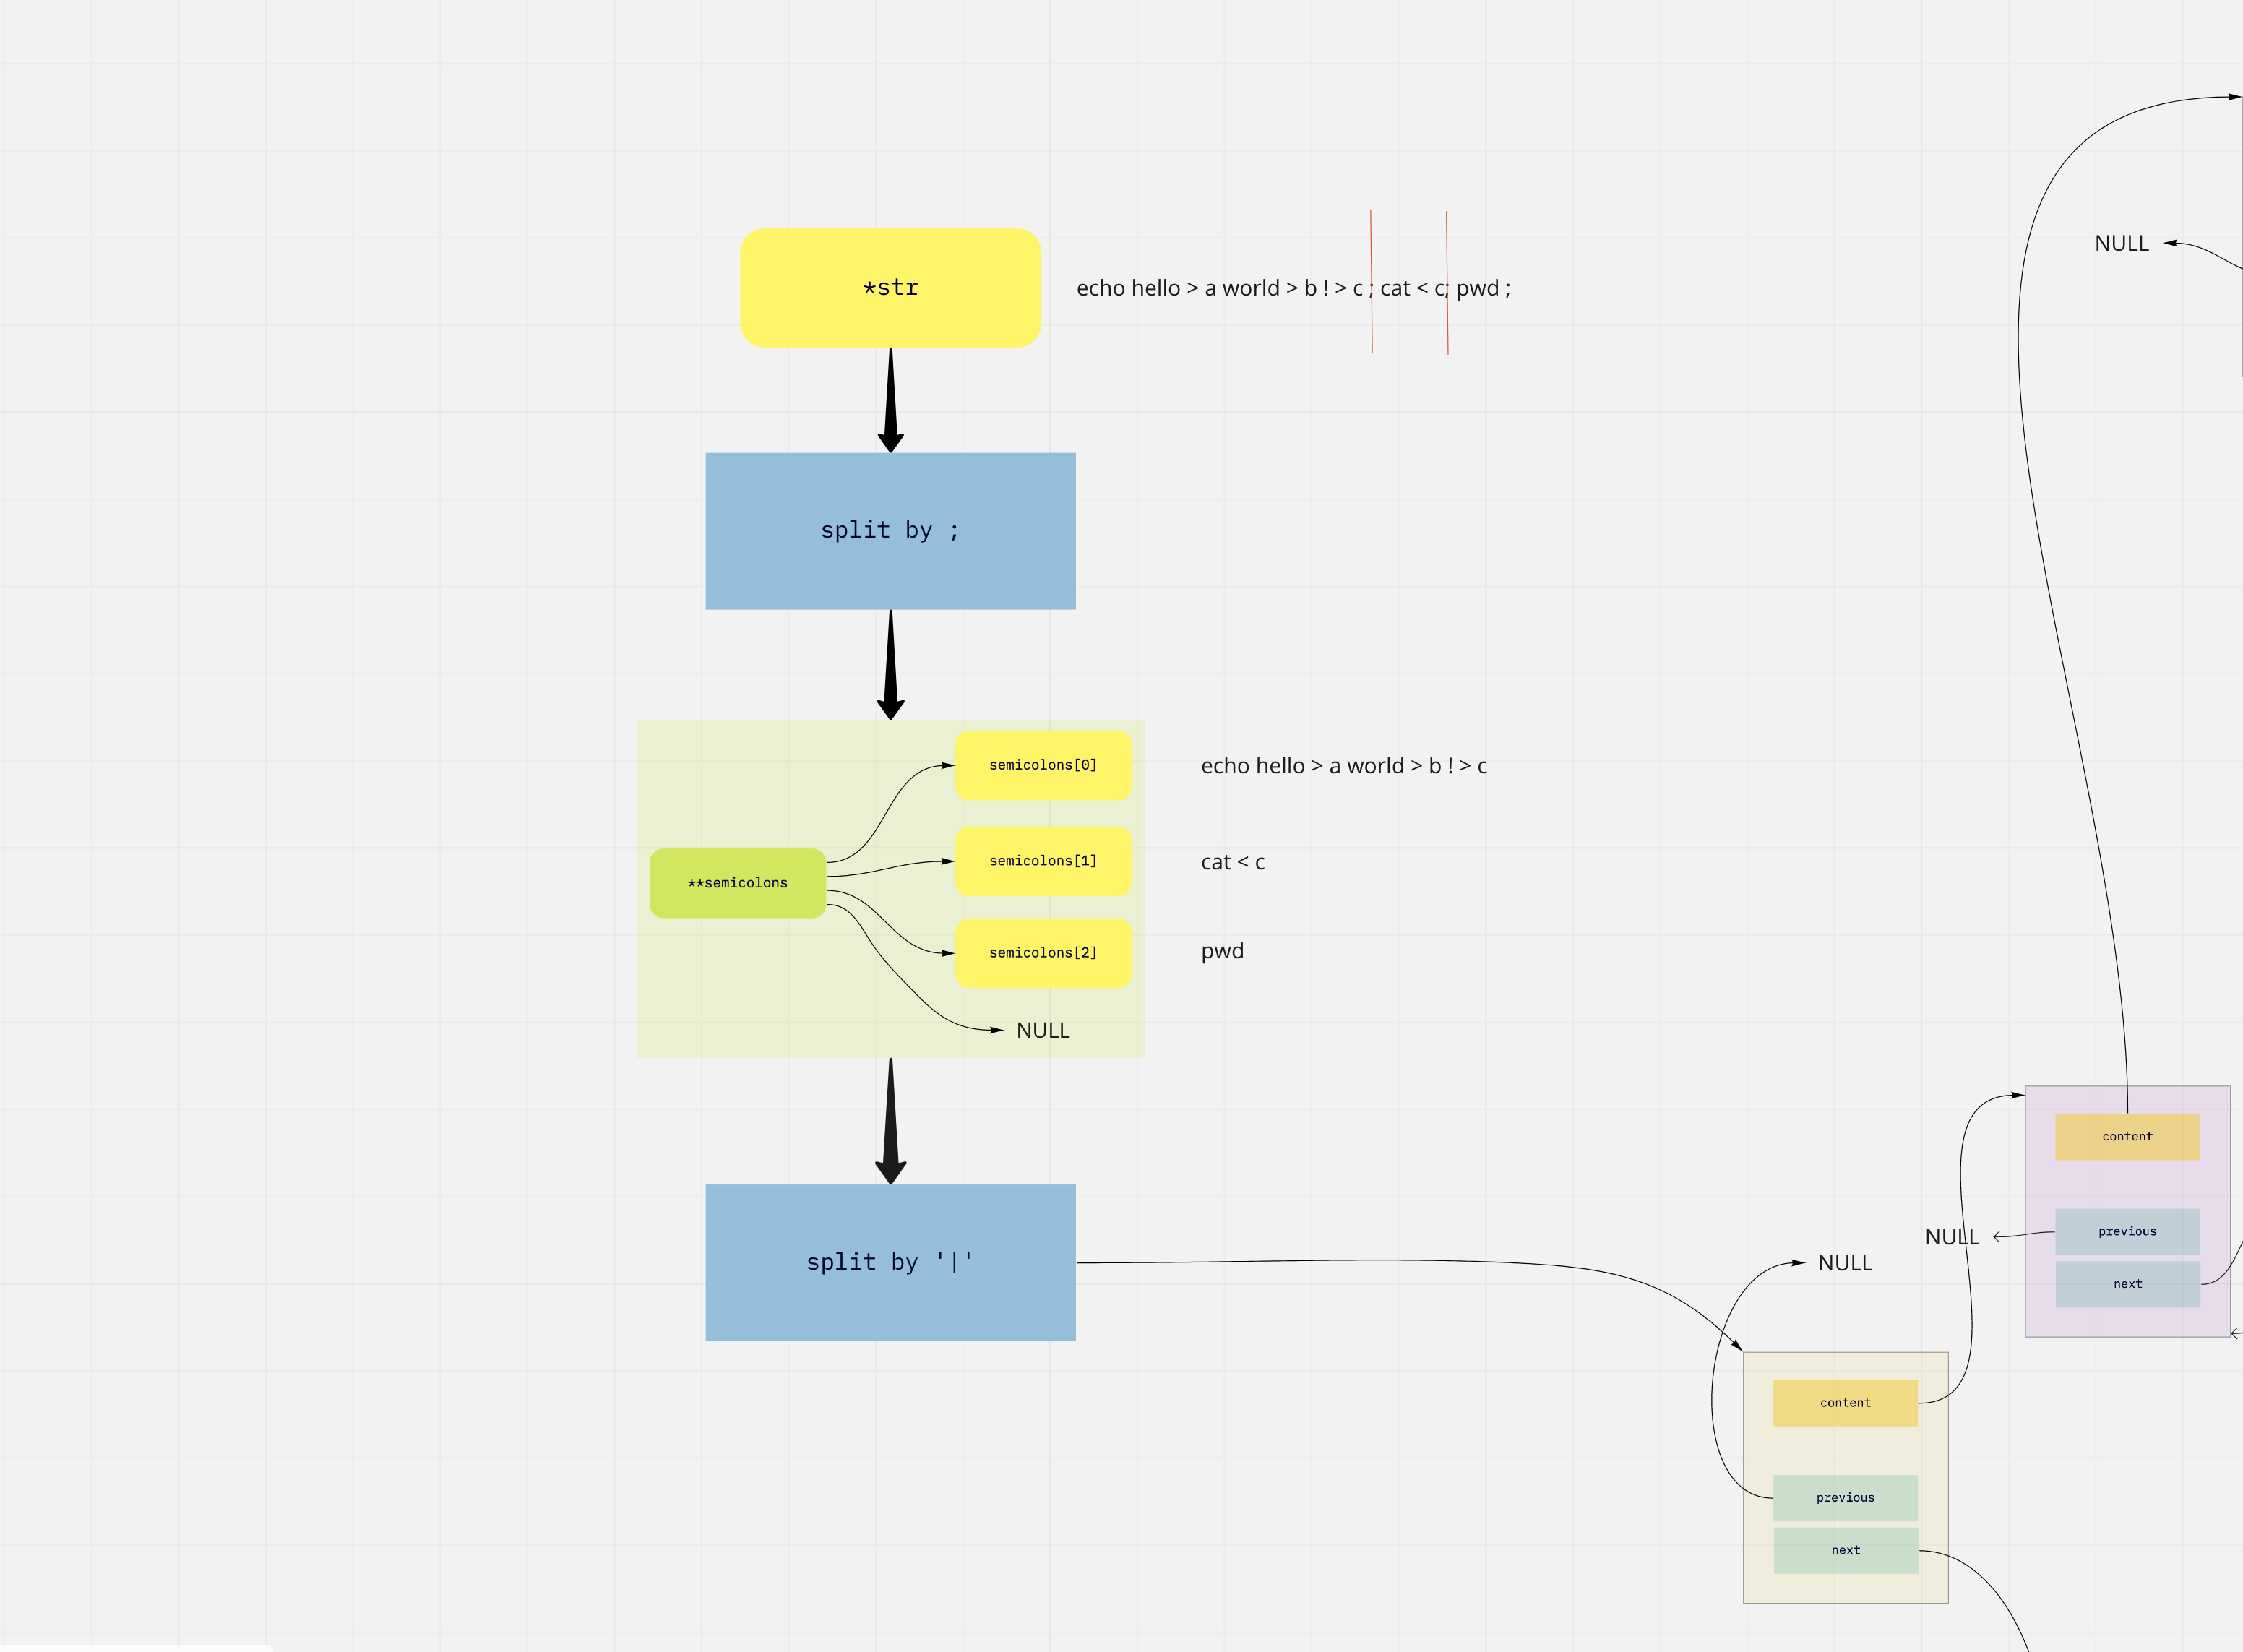 NULL
*str
echo hello > a world > b ! > c ; cat < c; pwd ;
split by ;
semicolons[0]
echo hello > a world > b ! > c
semicolons[1]
cat < c
**semicolons
semicolons[2]
pwd
NULL
split by '|'
NULL
content
previous
next
NULL
content
previous
next